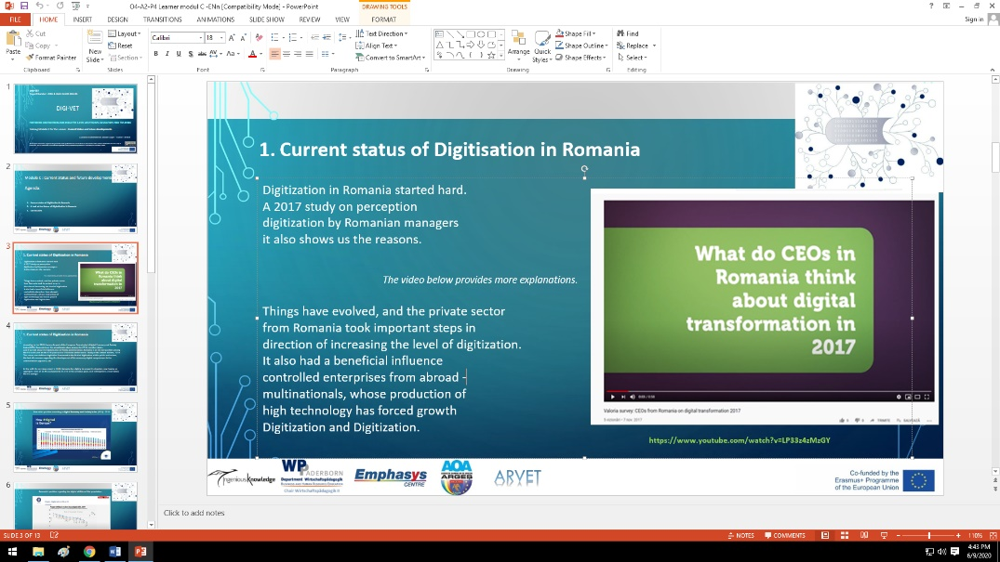 O4-A2-P4 Learner modul C -ENn [Compatibility Mode] - PowerPoint
DRAWING TOOLS
FILE HOME INSERT DESIGN TRANSITIONS ANIMATIONS SLIDE SHOW REVIEW VIEW FORMAT
Sign in
Paste
Cut
Copy
Format Painter
Clipboard
New Slide
Layout
Reset
Section
Slides
Calibri 18
Font
Paragraph
Text Direction
Align Text
Convert to SmartArt
Arrange
Quick Styles
Shape Fill
Shape Outline
Shape Effects
Drawing
Find
Replace
Select
Editing
1
DIGI-VET
2
Agenda:
3
1. Current status of Digitisation in Romania
4
5
6
1. Current status of Digitisation in Romania
Digitization in Romania started hard.
A 2017 study on perception
digitization by Romanian managers
it also shows us the reasons.
The video below provides more explanations.
Things have evolved, and the private sector
from Romania took important steps in
direction of increasing the level of digitization.
It also had a beneficial influence
controlled enterprises from abroad -
multinationals, whose production of
high technology has forced growth
Digitization and Digitization.
What do CEOs in
Romania think
about digital
transformation in
2017
Valoria survey: CEOs from Romania on digital transformation 2017
https://www.youtube.com/watch?v=LP33z4zMzGY
Ingenious Knowledge
WP
PADERBORN
Department Wirtschaftspädagogik
Emphasys
CENTRE
AOA
ARGES
ARVET
Co-funded by the
Erasmus+ Programme
of the European Union
Click to add notes
SLIDE 3 OF 13
NOTES
COMMENTS
110%
4:43 PM
6/9/2020